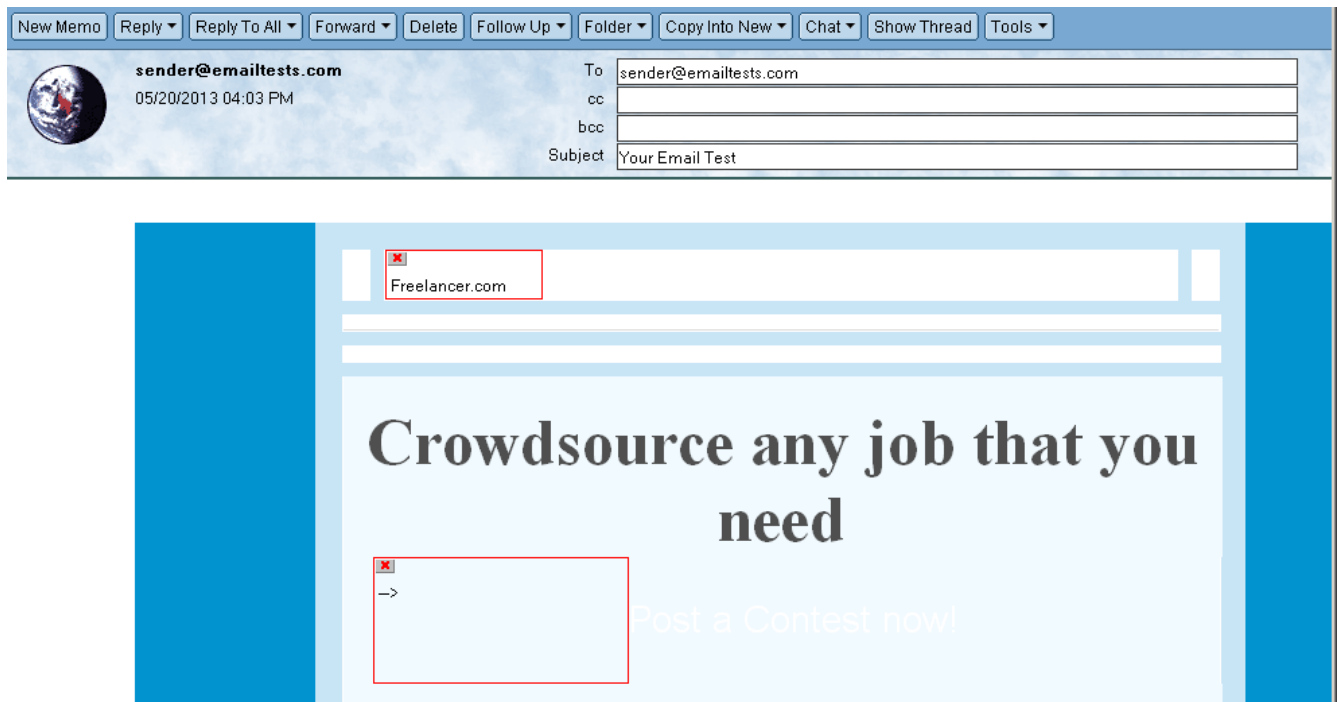 New Memo Reply Reply To All Forward Delete Follow Up Folder Copy Into New Chat Show Thread Tools
sender@emailtests.com To sender@emailtests.com
05/20/2013 04:03 PM cc
bcc
Subject Your Email Test
Freelancer.com
Crowdsource any job that you
need
-->
Post a Contest now!